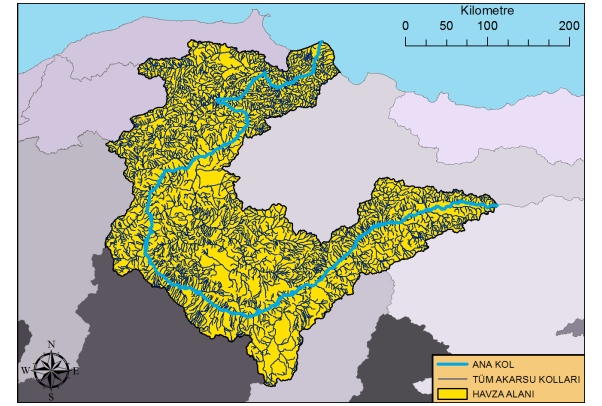 Kilometre
0 50 100 200
N
W E
S
ANA KOL
TÜM AKARSU KOLLARI
HAVZA ALANI